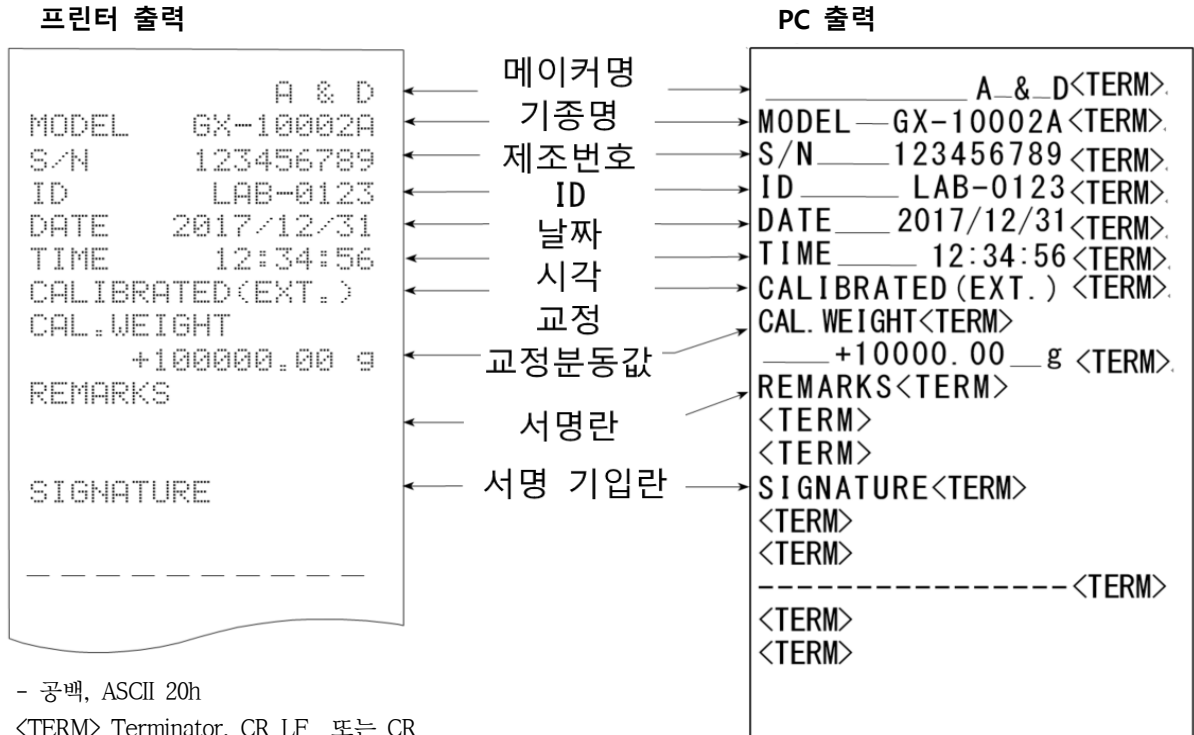 프린터 출력
A & D
MODEL GX-10002A
S/N 123456789
ID LAB-0123
DATE 2017/12/31
TIME 12:34:56
CALIBRATED(EXT.)
CAL.WEIGHT
+100000.00 g
REMARKS
SIGNATURE
_ _ _ _ _ _ _ _ _ _ _ _
메이커명
기종명
제조번호
ID
날짜
시각
교정
교정분동값
서명란
서명 기입란
PC 출력
_____________A_&_D<TERM>.
MODEL__GX-10002A<TERM>.
S/N____123456789<TERM>.
ID______LAB-0123<TERM>.
DATE___2017/12/31<TERM>.
TIME____12:34:56<TERM>.
CALIBRATED(EXT.)<TERM>.
CAL.WEIGHT<TERM>
____+10000.00__g <TERM>.
REMARKS<TERM>
<TERM>
<TERM>
SIGNATURE<TERM>
<TERM>
<TERM>
------------------<TERM>
<TERM>
<TERM>
- 공백, ASCII 20h
<TERM> Terminator, CR LF 또는 CR